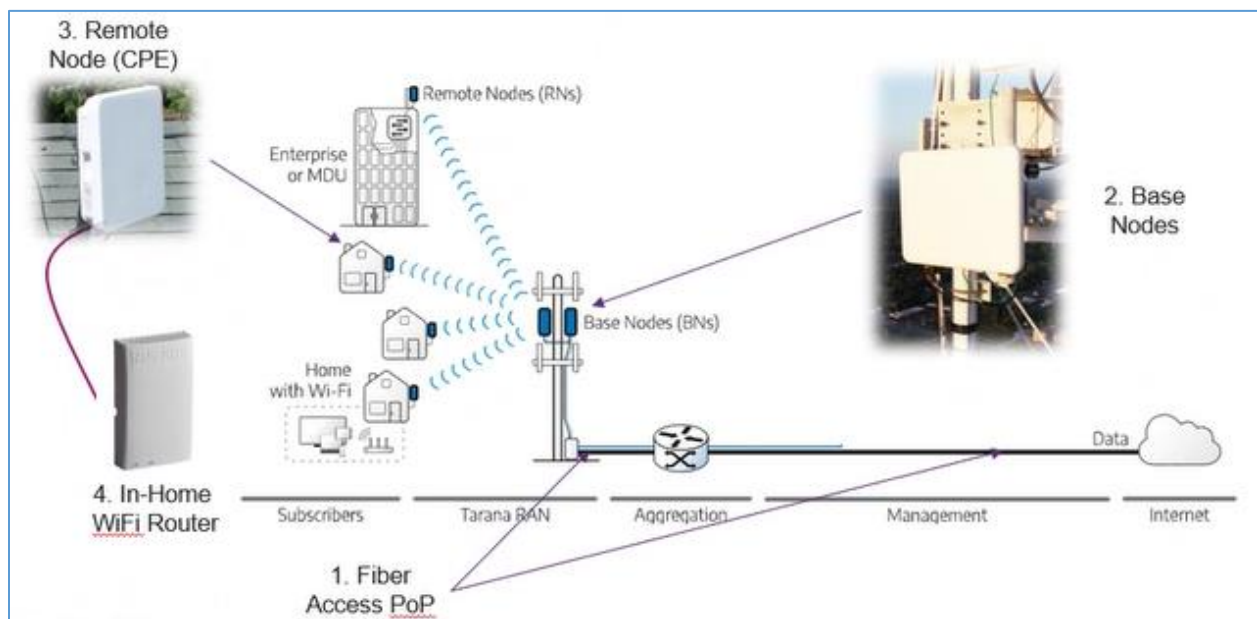 3. Remote
Node (CPE)
Remote Nodes (RNs)
Enterprise
or MDU
2. Base
Nodes
Base Nodes (BNs)
Home
with Wi-Fi
Data
4. In-Home
WiFi Router
Subscribers
Tarana RAN
Aggregation
Management
Internet
1. Fiber
Access PoP